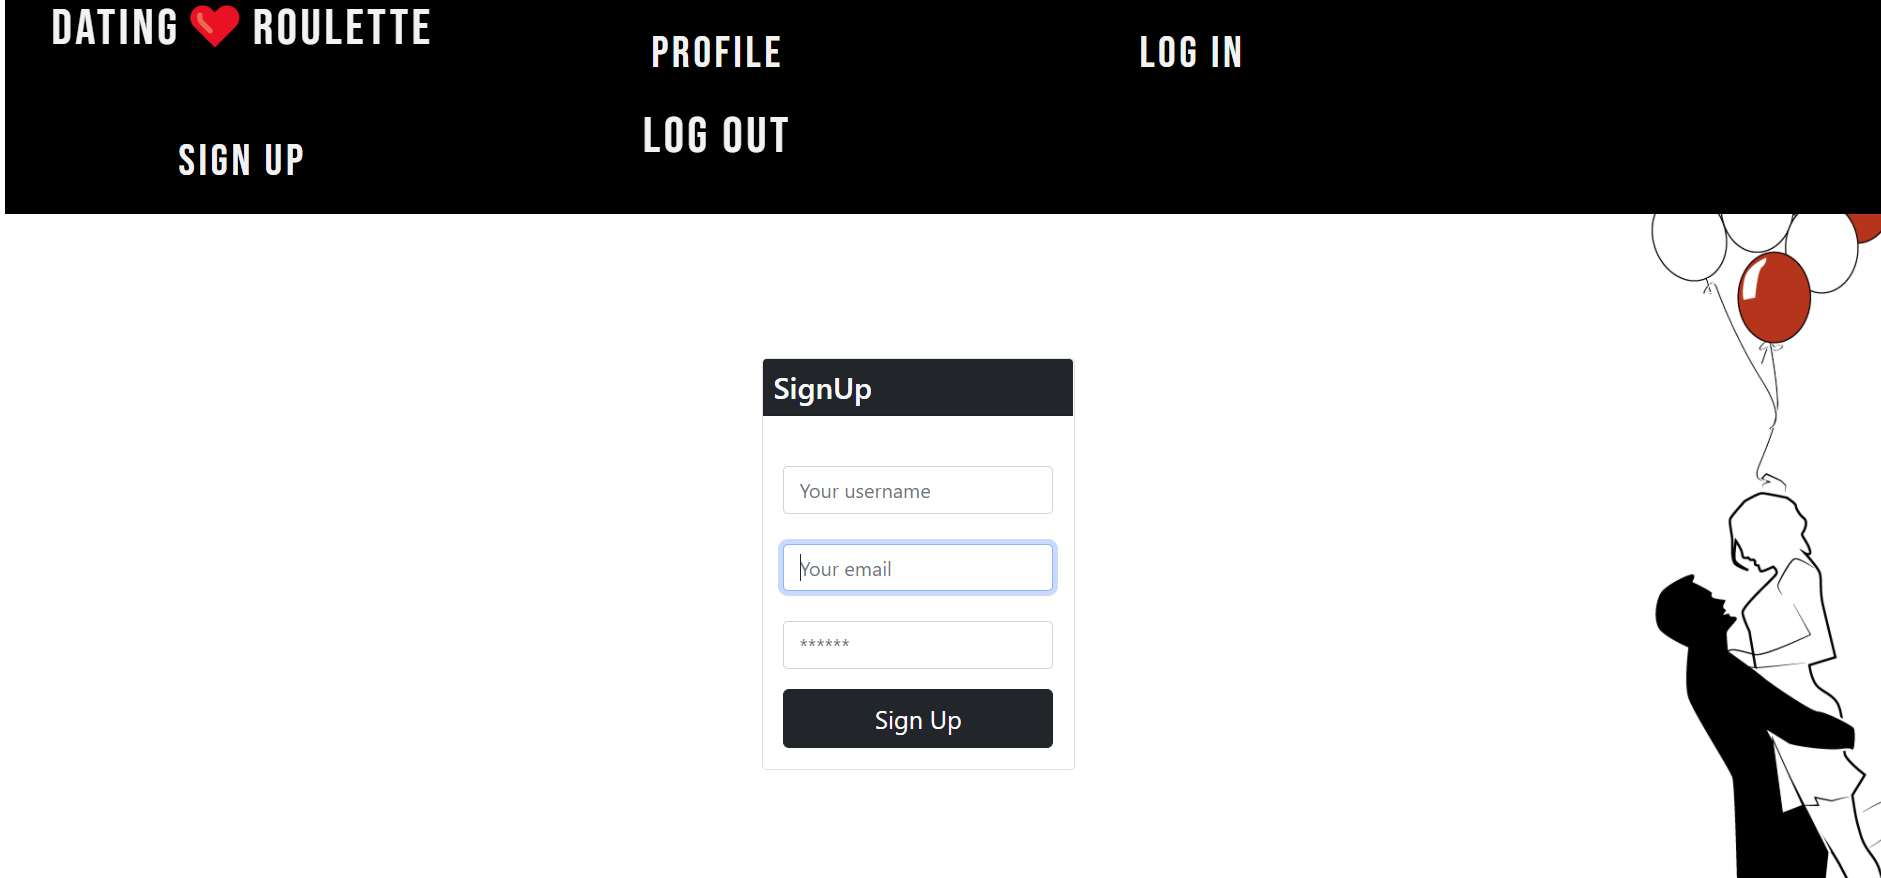 DATING ROULETTE
PROFILE
LOG IN
SIGN UP
LOG OUT
SignUp
Your username
Your email
******
Sign Up